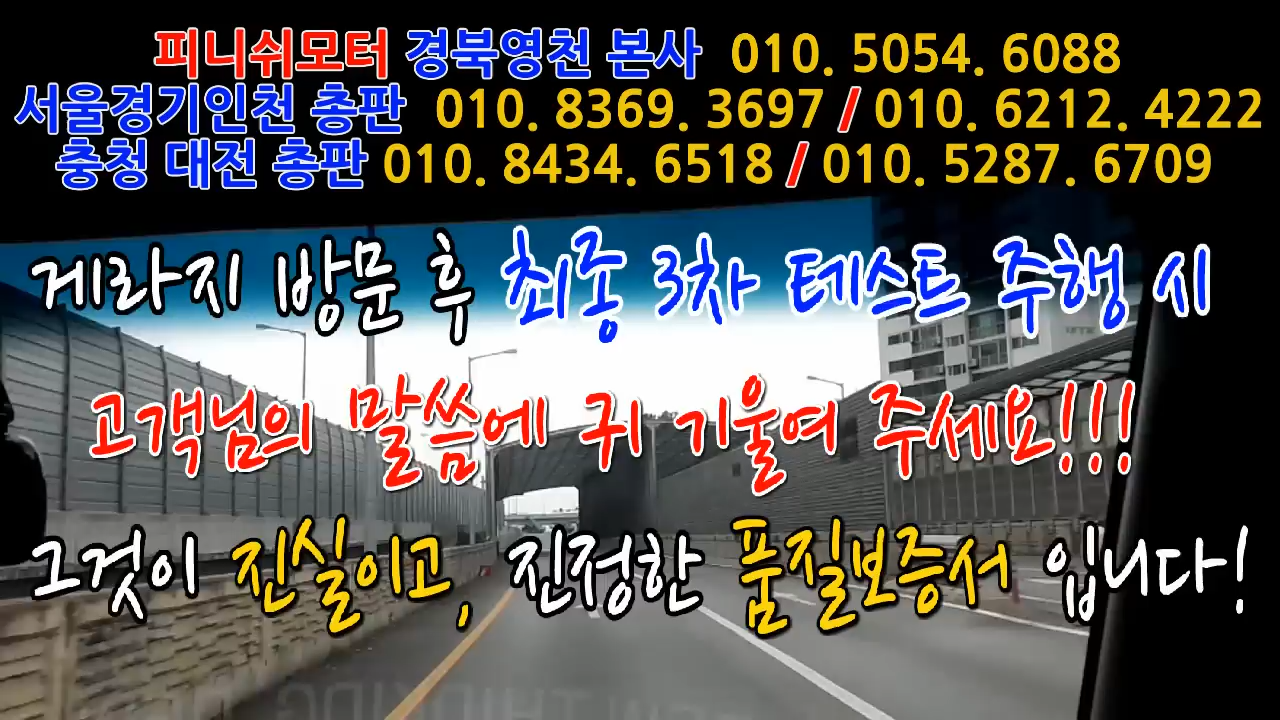 피니쉬모터 경북영천 본사 010. 5054. 6088
서울경기인천 총판 010. 8369. 3697 / 010. 6212. 4222
충청 대전 총판 010. 8434. 6518 / 010. 5287. 6709
게라지 방문 후 최종 3차 테스트 주행 시
고객님의 말씀에 귀 기울여 주세요!!!
그것이 진실이고, 진정한 품질보증서 입니다!